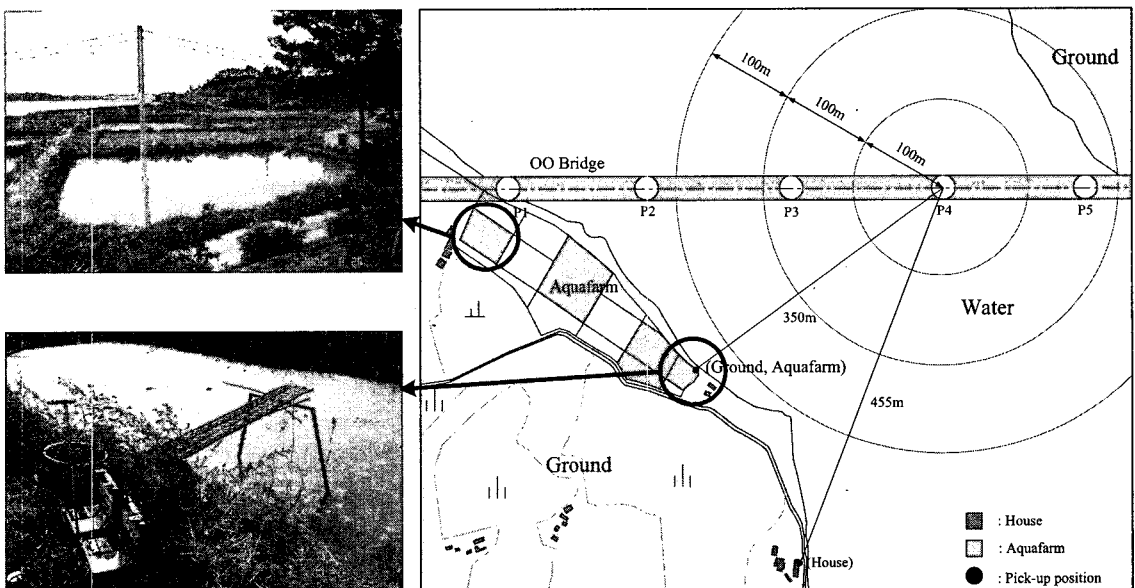 Ground
100m
100m
100m
OO Bridge
P1
P2
P3
P4
P5
Aquafarm
Water
350m
(Ground, Aquafarm)
455m
Ground
(House)
: House
: Aquafarm
: Pick-up position